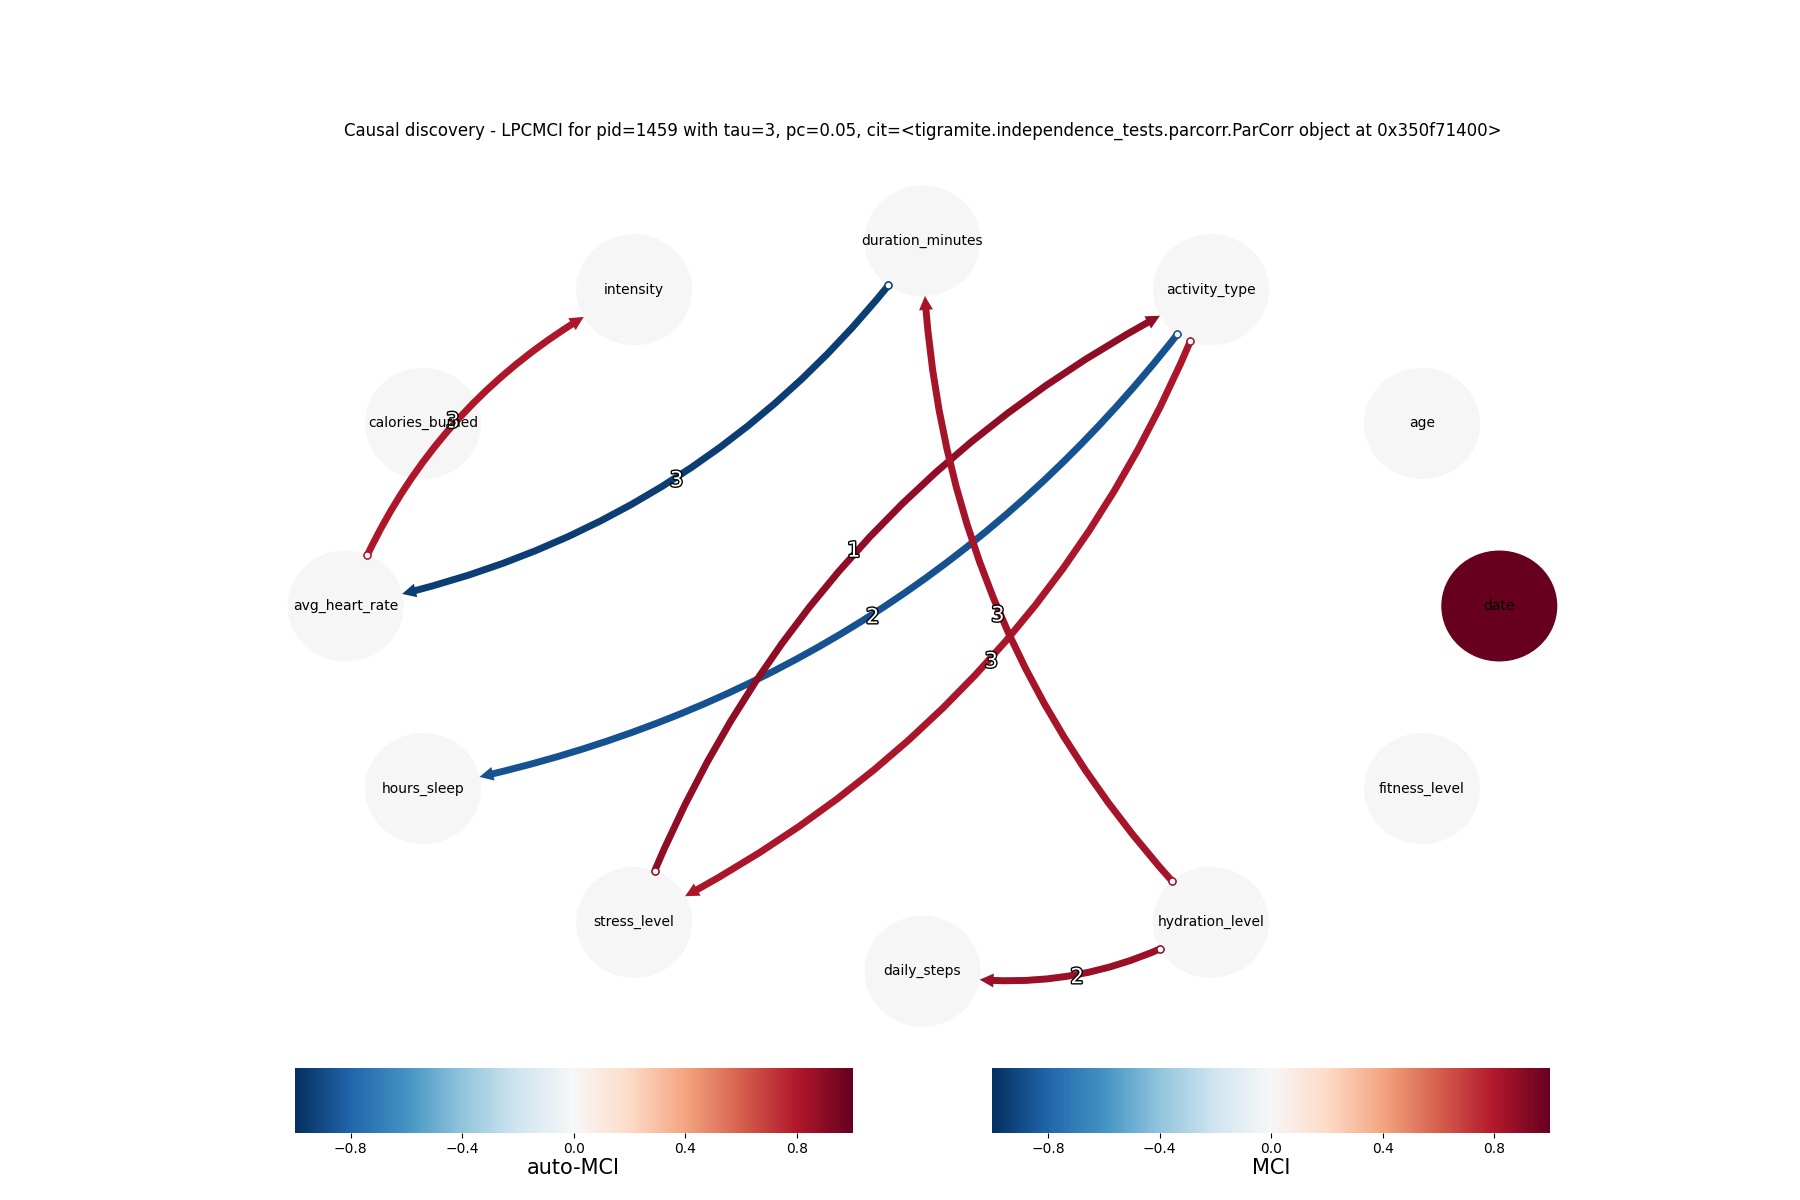 Causal discovery - LPCMCI for pid=1459 with tau=3, pc=0.05, cit=<tigramite.independence_tests.parcorr.ParCorr object at 0x350f71400>
duration_minutes
intensity
activity_type
calories_burned
3
age
3
1
avg_heart_rate
date
2
3
3
hours_sleep
fitness_level
stress_level
hydration_level
daily_steps
2
−0.8 −0.4 0.0 0.4 0.8
auto-MCI
−0.8 −0.4 0.0 0.4 0.8
MCI